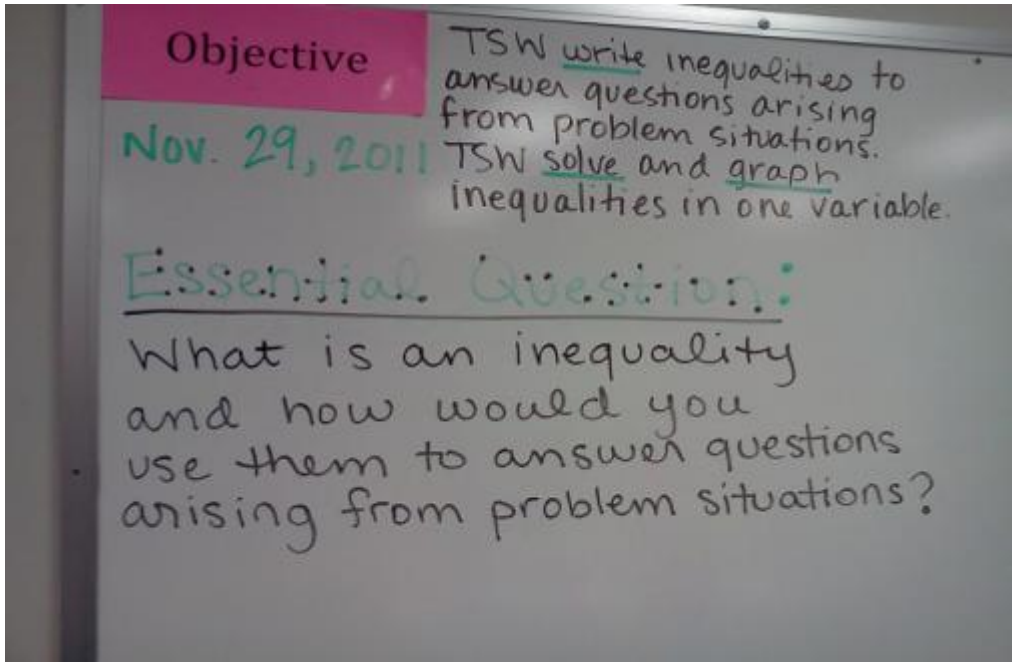 Objective
TSW write inequalities to
answer questions arising
from problem situations.
TSW solve and graph
inequalities in one variable.
Nov. 29, 2011
Essential Question:
What is an inequality
and how would you
use them to answer questions
arising from problem situations?